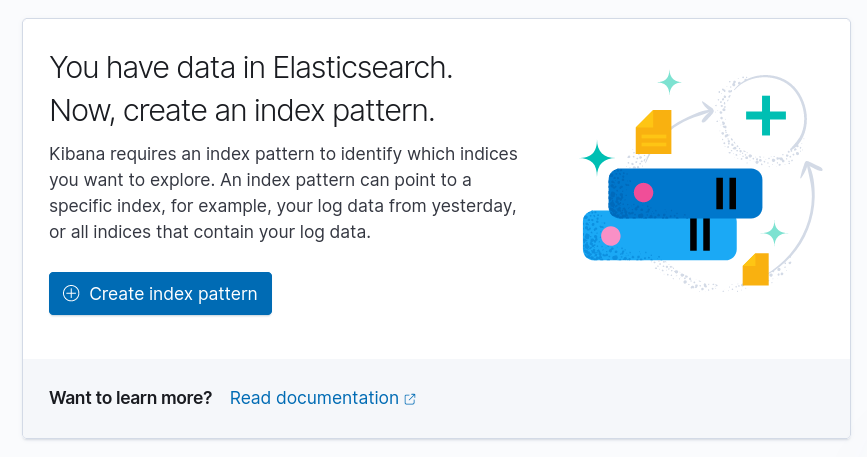 You have data in Elasticsearch.
Now, create an index pattern.
Kibana requires an index pattern to identify which indices
you want to explore. An index pattern can point to a
specific index, for example, your log data from yesterday,
or all indices that contain your log data.
Create index pattern
Want to learn more? Read documentation